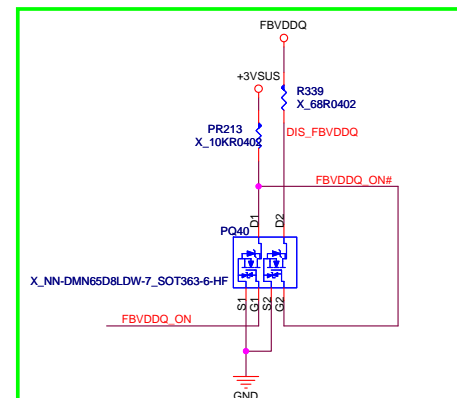 FBVDDQ
+3VSUS
R339
X_68R0402
PR213
X_10KR0402
DIS_FBVDDQ
FBVDDQ_ON#
D1
D2
PQ40
X_NN-DMN65D8LDW-7_SOT363-6-HF
S1
G1
S2
G2
FBVDDQ_ON
GND